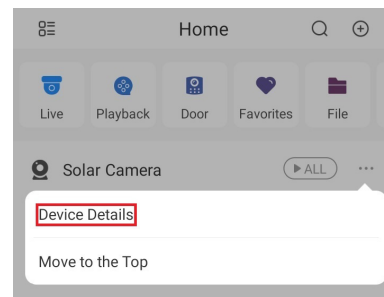 Home
Live Playback Door Favorites File
Solar Camera ALL
Device Details
Move to the Top